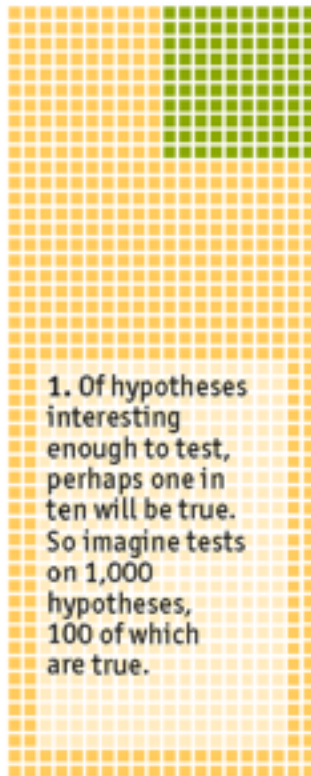 1. Of hypotheses
interesting
enough to test,
perhaps one in
ten will be true.
So imagine tests
on 1,000
hypotheses,
100 of which
are true.